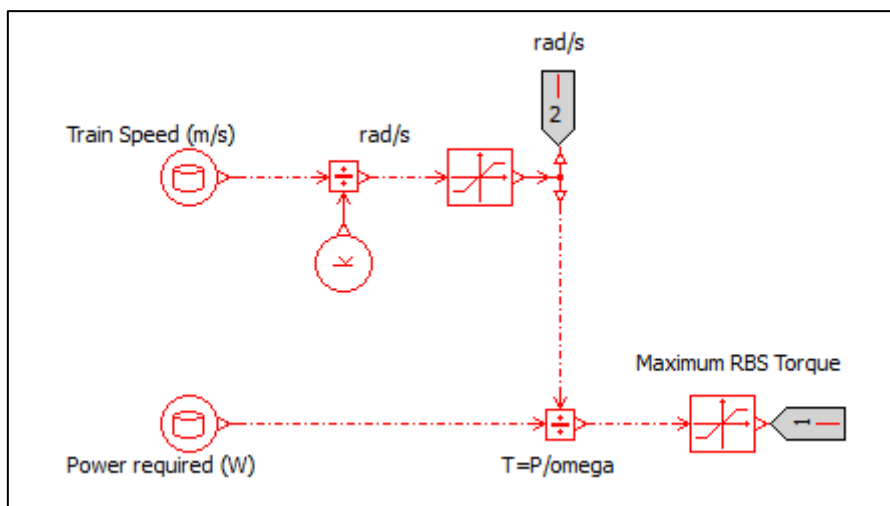 rad/s
2
Train Speed (m/s)
rad/s
÷
k
Maximum RBS Torque
÷
1
Power required (W)
T=P/omega